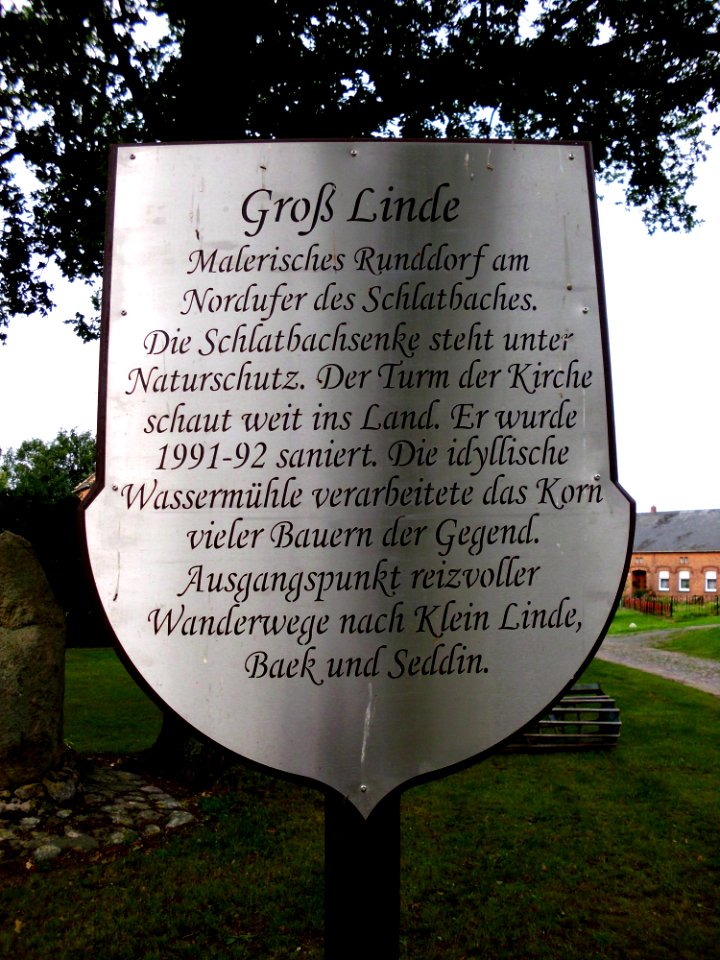 Groß Linde
Malerisches Runddorf am
Nordufer des Schlatbaches.
Die Schlatbachsenke steht unter
Naturschutz. Der Turm der Kirche
schaut weit ins Land. Er wurde
1991-92 saniert. Die idyllische
Wassermühle verarbeitete das Korn
vieler Bauern der Gegend.
Ausgangspunkt reizvoller
Wanderwege nach Klein Linde,
Baek und Seddin.